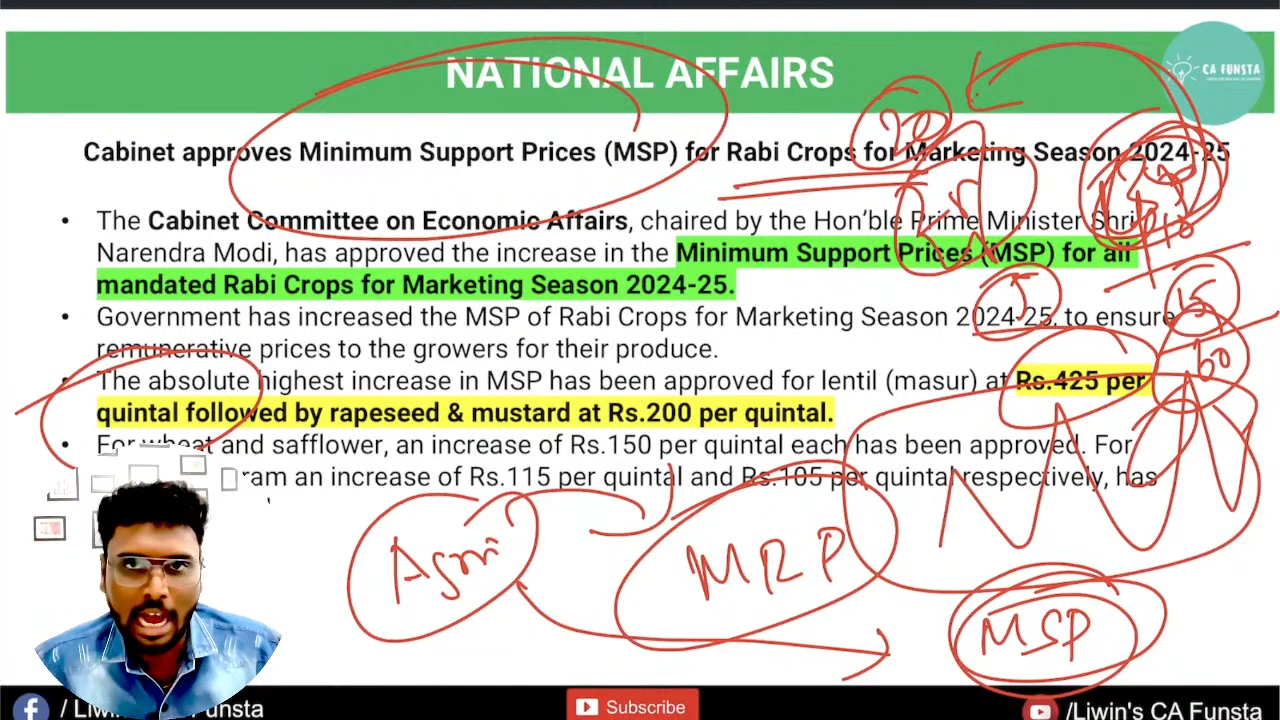 NATIONAL AFFAIRS
CA FUNSTA
Cabinet approves Minimum Support Prices (MSP) for Rabi Crops for Marketing Season 2024-25
• The Cabinet Committee on Economic Affairs, chaired by the Hon'ble Prime Minister Shri
Narendra Modi, has approved the increase in the Minimum Support Prices (MSP) for all
mandated Rabi Crops for Marketing Season 2024-25.
• Government has increased the MSP of Rabi Crops for Marketing Season 2024-25, to ensure
remunerative prices to the growers for their produce.
• The absolute highest increase in MSP has been approved for lentil (masur) at Rs.425 per
quintal followed by rapeseed & mustard at Rs.200 per quintal.
• For wheat and safflower, an increase of Rs.150 per quintal each has been approved. For
ram an increase of Rs.115 per quintal and Rs.105 per quintal respectively, has
20
5
15
60
Agri
MRP
MSP
Funsta
Subscribe
/Liwin's CA Funsta